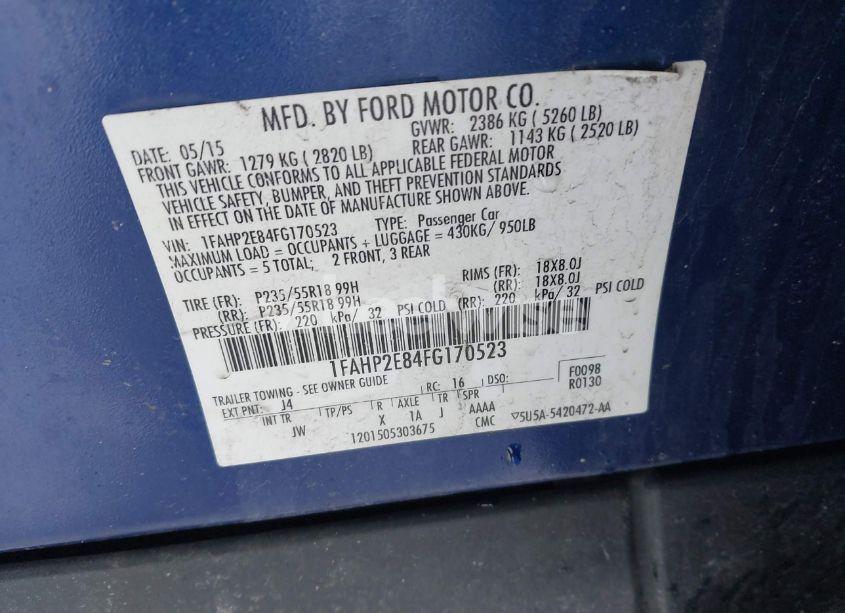 MFD. BY FORD MOTOR CO.
DATE: 05/15 GVWR: 2386 KG ( 5260 LB)
FRONT GAWR: 1279 KG ( 2820 LB) REAR GAWR: 1143 KG ( 2520 LB)
THIS VEHICLE CONFORMS TO ALL APPLICABLE FEDERAL MOTOR
VEHICLE SAFETY, BUMPER, AND THEFT PREVENTION STANDARDS
IN EFFECT ON THE DATE OF MANUFACTURE SHOWN ABOVE.
VIN: 1FAHP2E84FG170523 TYPE: Passenger Car
MAXIMUM LOAD = OCCUPANTS + LUGGAGE = 430KG/ 950LB
OCCUPANTS = 5 TOTAL; 2 FRONT, 3 REAR
TIRE (FR): P235/55R18 99H RIMS (FR): 18X8.0J
(RR): P235/55R18 99H (RR): 18X8.0J
PRESSURE (FR): 220 kPa/ 32 PSI COLD (RR): 220 kPa/ 32 PSI COLD
1FAHP2E84FG170523
TRAILER TOWING - SEE OWNER GUIDE
EXT PNT: J4 RC: 16 DSO: F0098
R0130
INT TR TP/PS R AXLE TR SPR
JW X 1A J AAAA
1201505303675 CMC ▽5U5A-5420472-AA